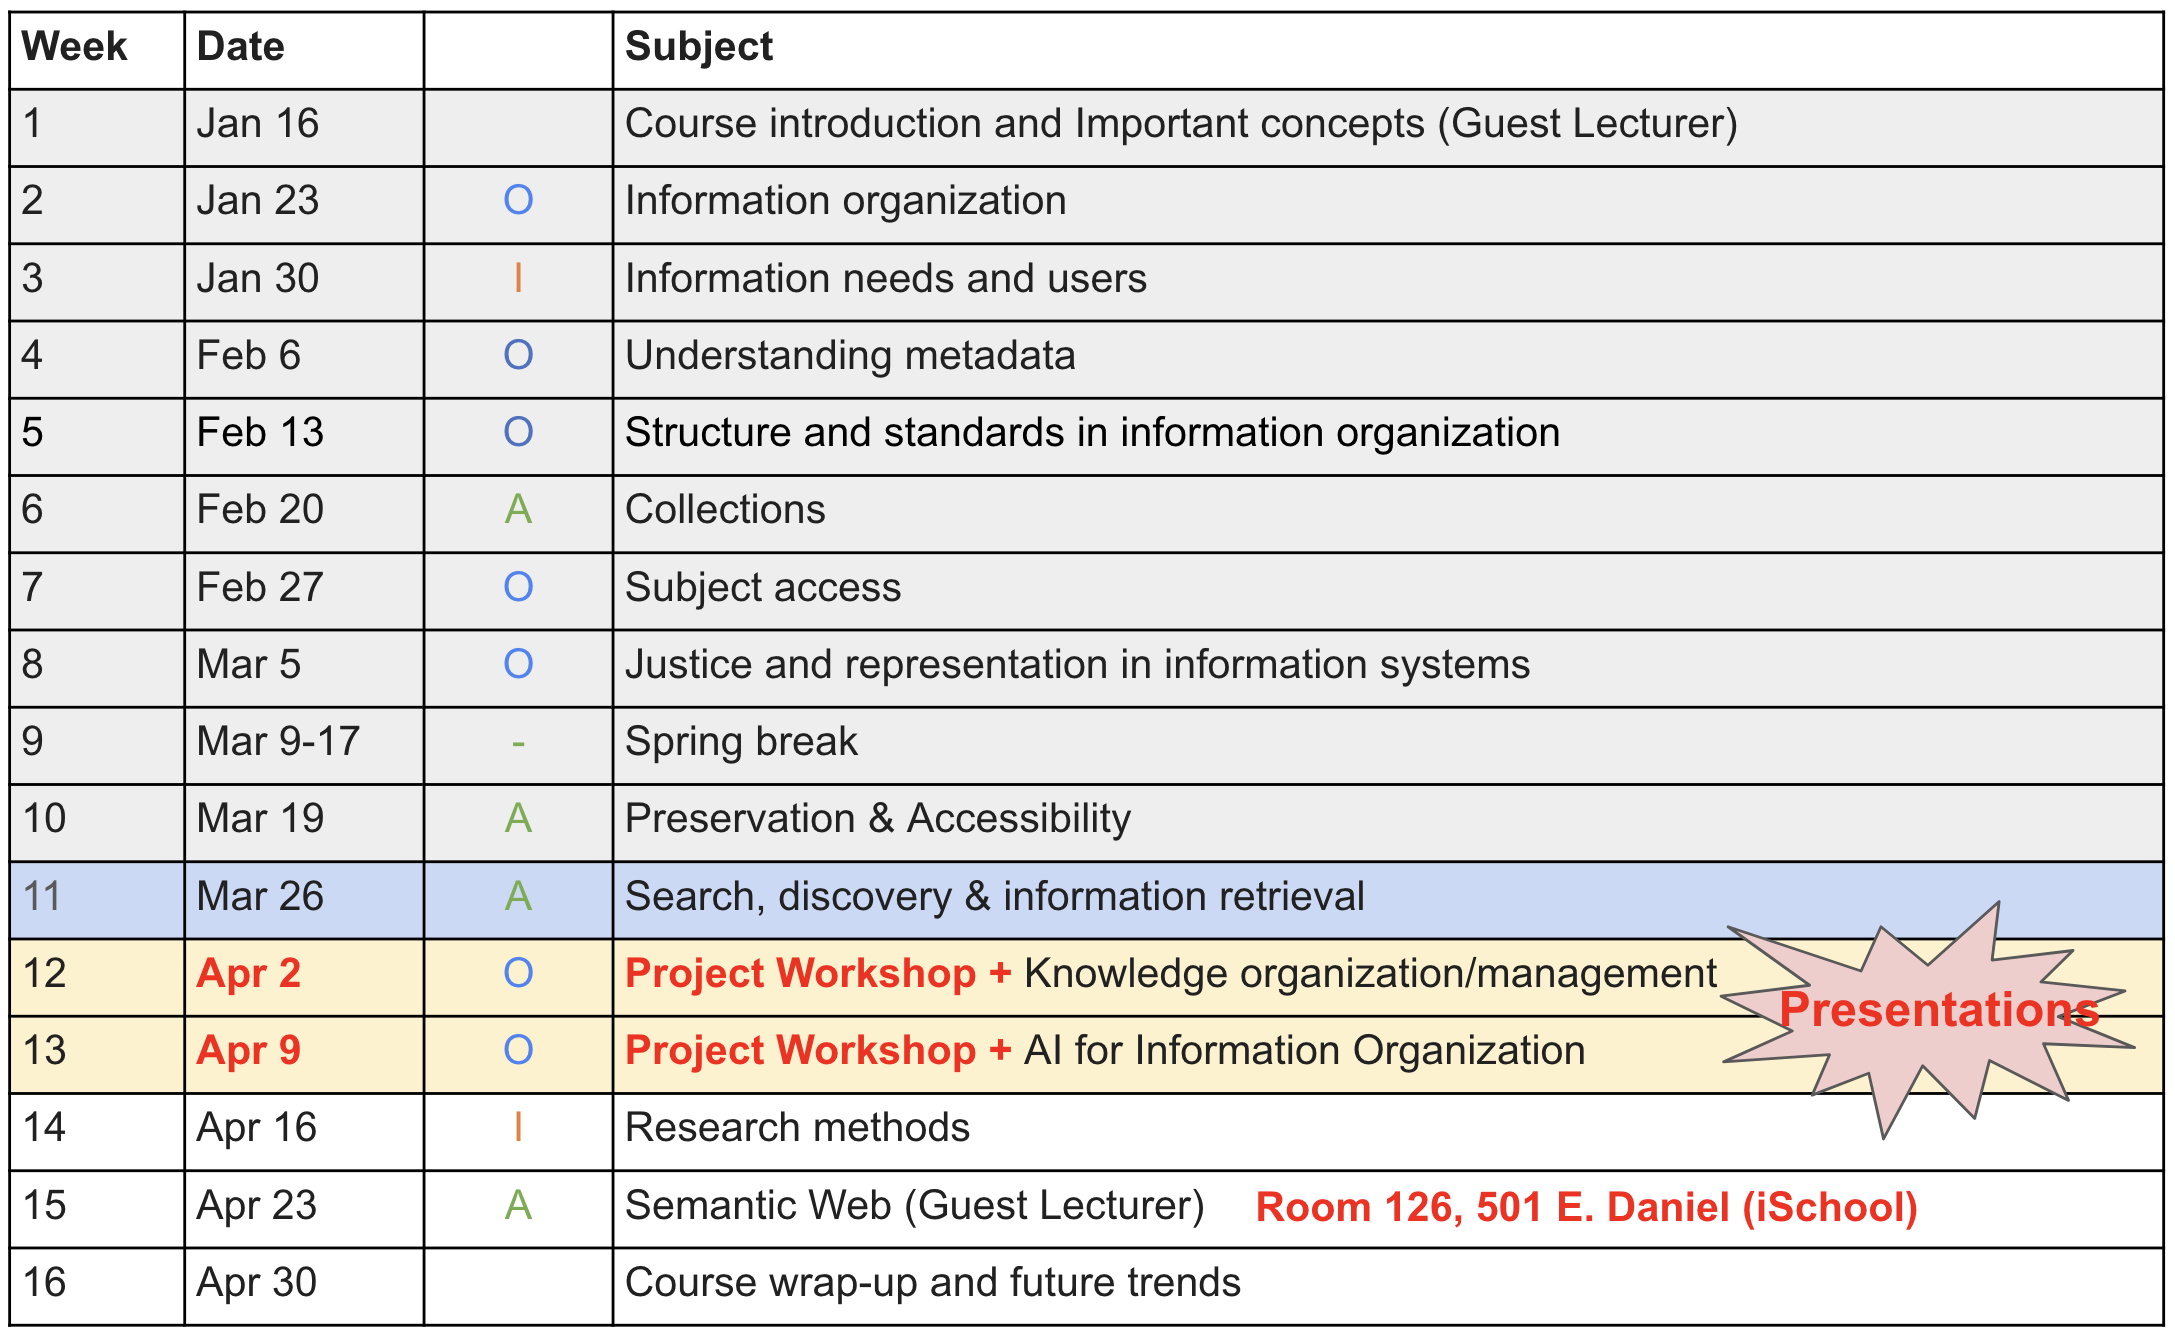 Week Date Subject
1 Jan 16 Course introduction and Important concepts (Guest Lecturer)
2 Jan 23 O Information organization
3 Jan 30 I Information needs and users
4 Feb 6 O Understanding metadata
5 Feb 13 O Structure and standards in information organization
6 Feb 20 A Collections
7 Feb 27 O Subject access
8 Mar 5 O Justice and representation in information systems
9 Mar 9-17 - Spring break
10 Mar 19 A Preservation & Accessibility
11 Mar 26 A Search, discovery & information retrieval
12 Apr 2 O Project Workshop + Knowledge organization/management
Presentations
13 Apr 9 O Project Workshop + AI for Information Organization
14 Apr 16 I Research methods
15 Apr 23 A Semantic Web (Guest Lecturer) Room 126, 501 E. Daniel (iSchool)
16 Apr 30 Course wrap-up and future trends